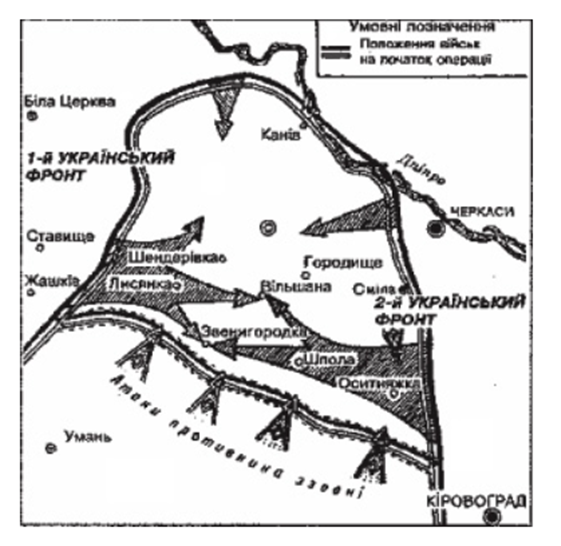 Умовні позначення
Положення військ
на початок операції
Біла Церква
Канів
1-й УКРАЇНСЬКИЙ
ФРОНТ
Дніпро
ЧЕРКАСИ
Ставище
Шендерівка
Городище
Жашків
Лисянка
Вільшана
Сміла
2-й УКРАЇНСЬКИЙ
ФРОНТ
Звенигородка
Шпола
Оситняжка
Атаки противника ззовні
Умань
КІРОВОГРАД